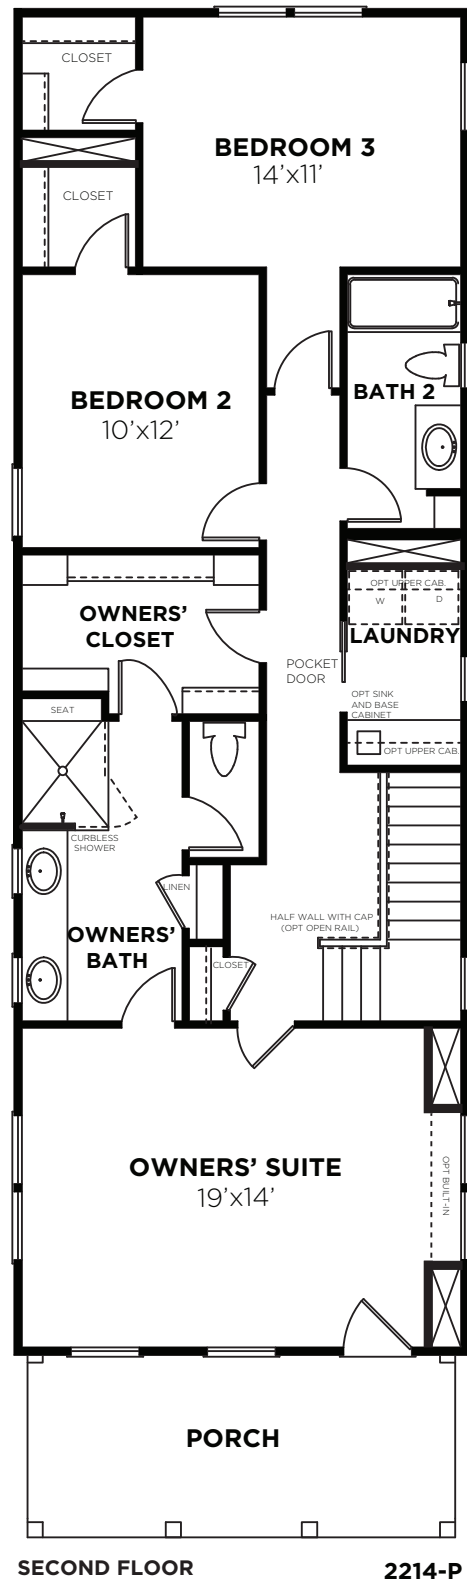 CLOSET
BEDROOM 3
14'x11'
CLOSET
BEDROOM 2
10'x12'
BATH 2
OWNERS'
CLOSET
OPT UPPER CAB.
W
D
LAUNDRY
POCKET
DOOR
OPT SINK
AND BASE
CABINET
OPT UPPER CAB.
SEAT
CURBLESS
SHOWER
LINEN
HALF WALL WITH CAP
(OPT OPEN RAIL)
OWNERS'
BATH
CLOSET
OWNERS' SUITE
19'x14'
OPT BUILT-IN
PORCH
SECOND FLOOR
2214-P